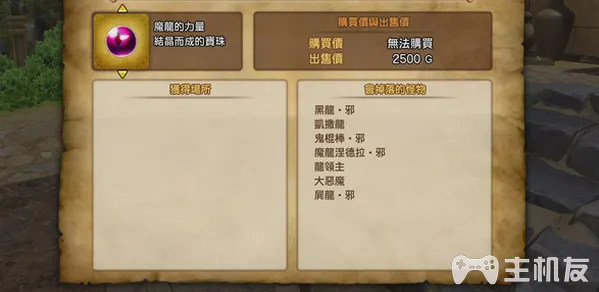 魔龍的力量
結晶而成的寶珠
購買價與出售價
購買價 無法購買
出售價 2500 G
獲得場所
會掉落的怪物
黑龍・邪
凱撒龍
鬼棍棒・邪
魔龍涅德拉・邪
龍領主
大惡魔
屍龍・邪
主机友